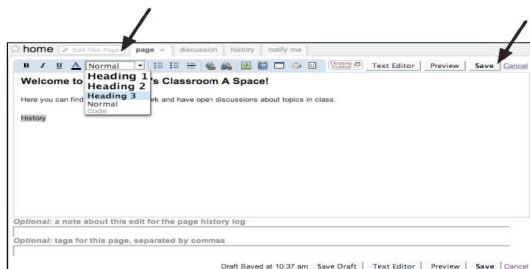 home Edit This Page page discussion history notify me
B I U A Normal Text Editor Preview Save Cancel
Heading 1
Heading 2
Heading 3
Normal
Code
Welcome to 's Classroom A Space!
Here you can find rk and have open discussions about topics in class.
History
Optional: a note about this edit for the page history log
Optional: tags for this page, separated by commas
Draft Saved at 10:37 am Save Draft Text Editor Preview Save Cancel